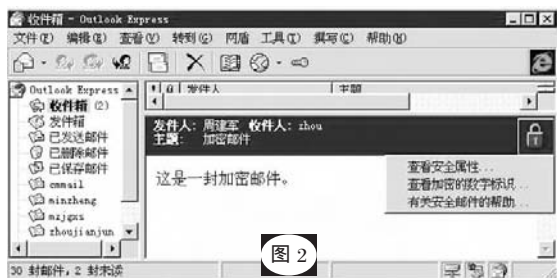 收件箱 - Outlook Express
文件(F) 编辑(E) 查看(V) 转到(G) 网盾 工具(T) 撰写(C) 帮助(H)
Outlook Express
收件箱 (2)
发件箱
已发送邮件
已删除邮件
已保存邮件
cmmail
minzheng
mzjgxs
zhoujianjun
! 发件人 主题
发件人: 周建军 收件人: zhou
主题: 加密邮件
这是一封加密邮件。
查看安全属性...
查看加密的数字标识...
有关安全邮件的帮助...
30 封邮件, 2 封未读
图 2